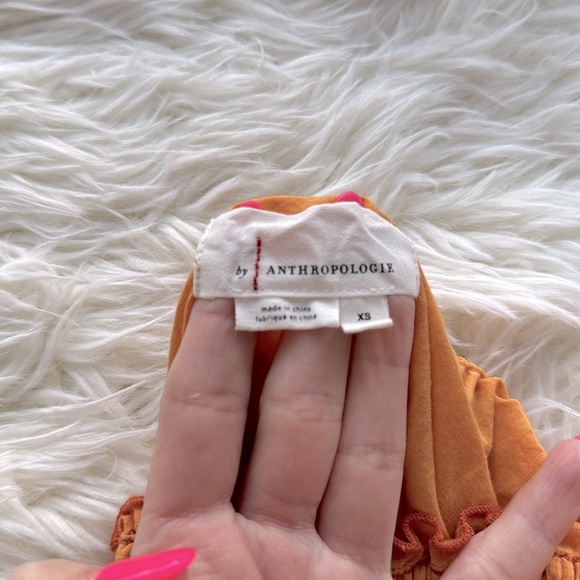 by ANTHROPOLOGIE
made in china
fabriqué en chine
XS